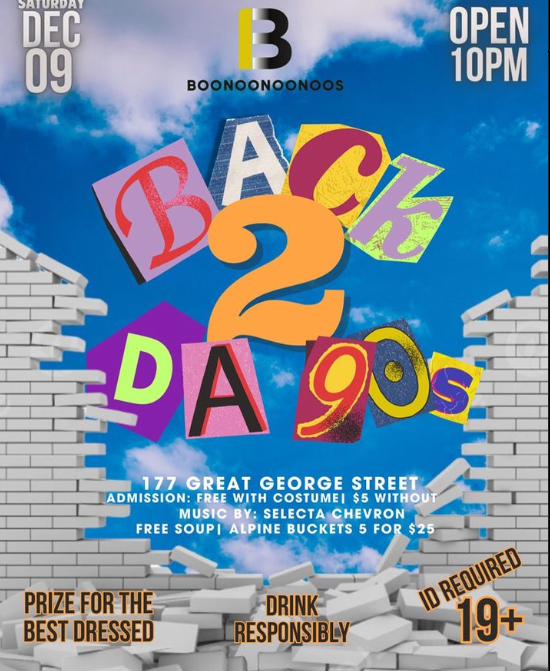 SATURDAY
DEC
09
B
BOONOONOONOOS
OPEN
10PM
BACk
2
DA 90s
177 GREAT GEORGE STREET
ADMISSION: FREE WITH COSTUME| $5 WITHOUT
MUSIC BY: SELECTA CHEVRON
FREE SOUP| ALPINE BUCKETS 5 FOR $25
PRIZE FOR THE
BEST DRESSED
DRINK
RESPONSIBLY
ID REQUIRED
19+